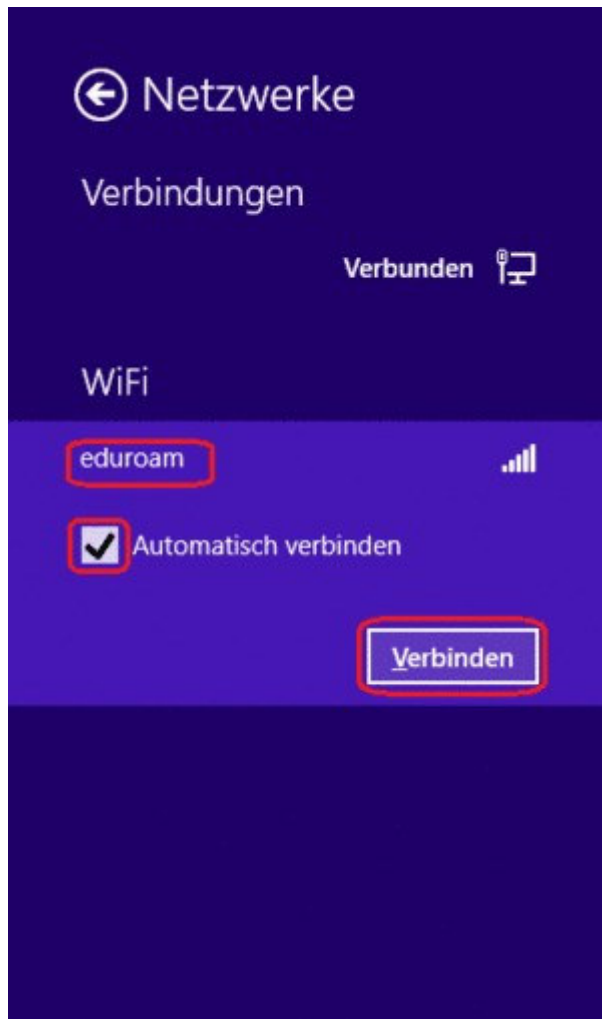 Netzwerke
Verbindungen
Verbunden
WiFi
eduroam
Automatisch verbinden
Verbinden